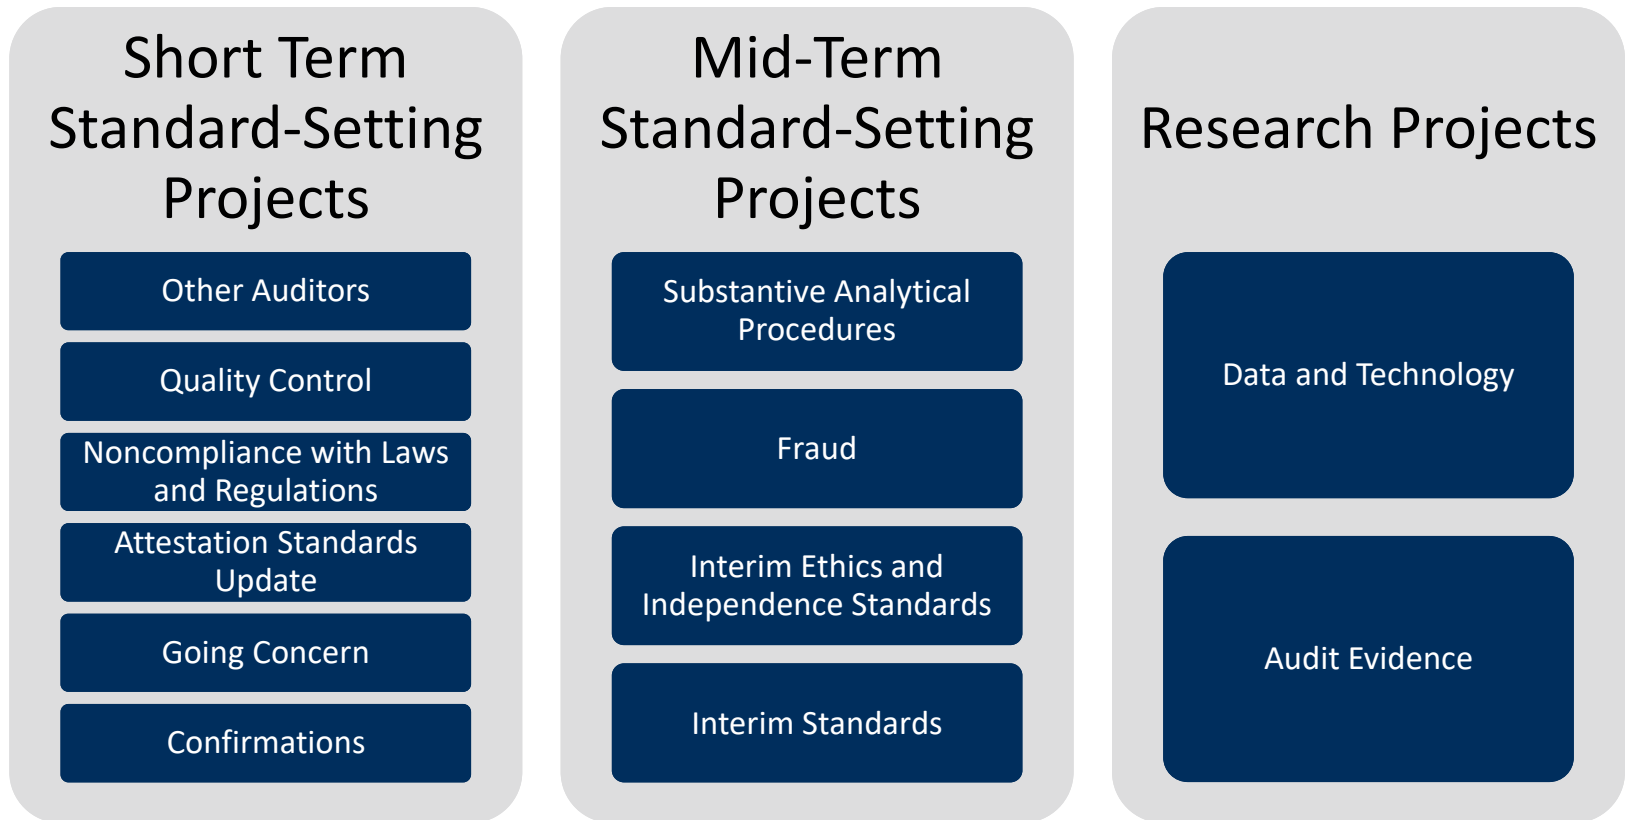 Short Term
Standard-Setting
Projects
Other Auditors
Quality Control
Noncompliance with Laws
and Regulations
Attestation Standards
Update
Going Concern
Confirmations
Mid-Term
Standard-Setting
Projects
Substantive Analytical
Procedures
Fraud
Interim Ethics and
Independence Standards
Interim Standards
Research Projects
Data and Technology
Audit Evidence